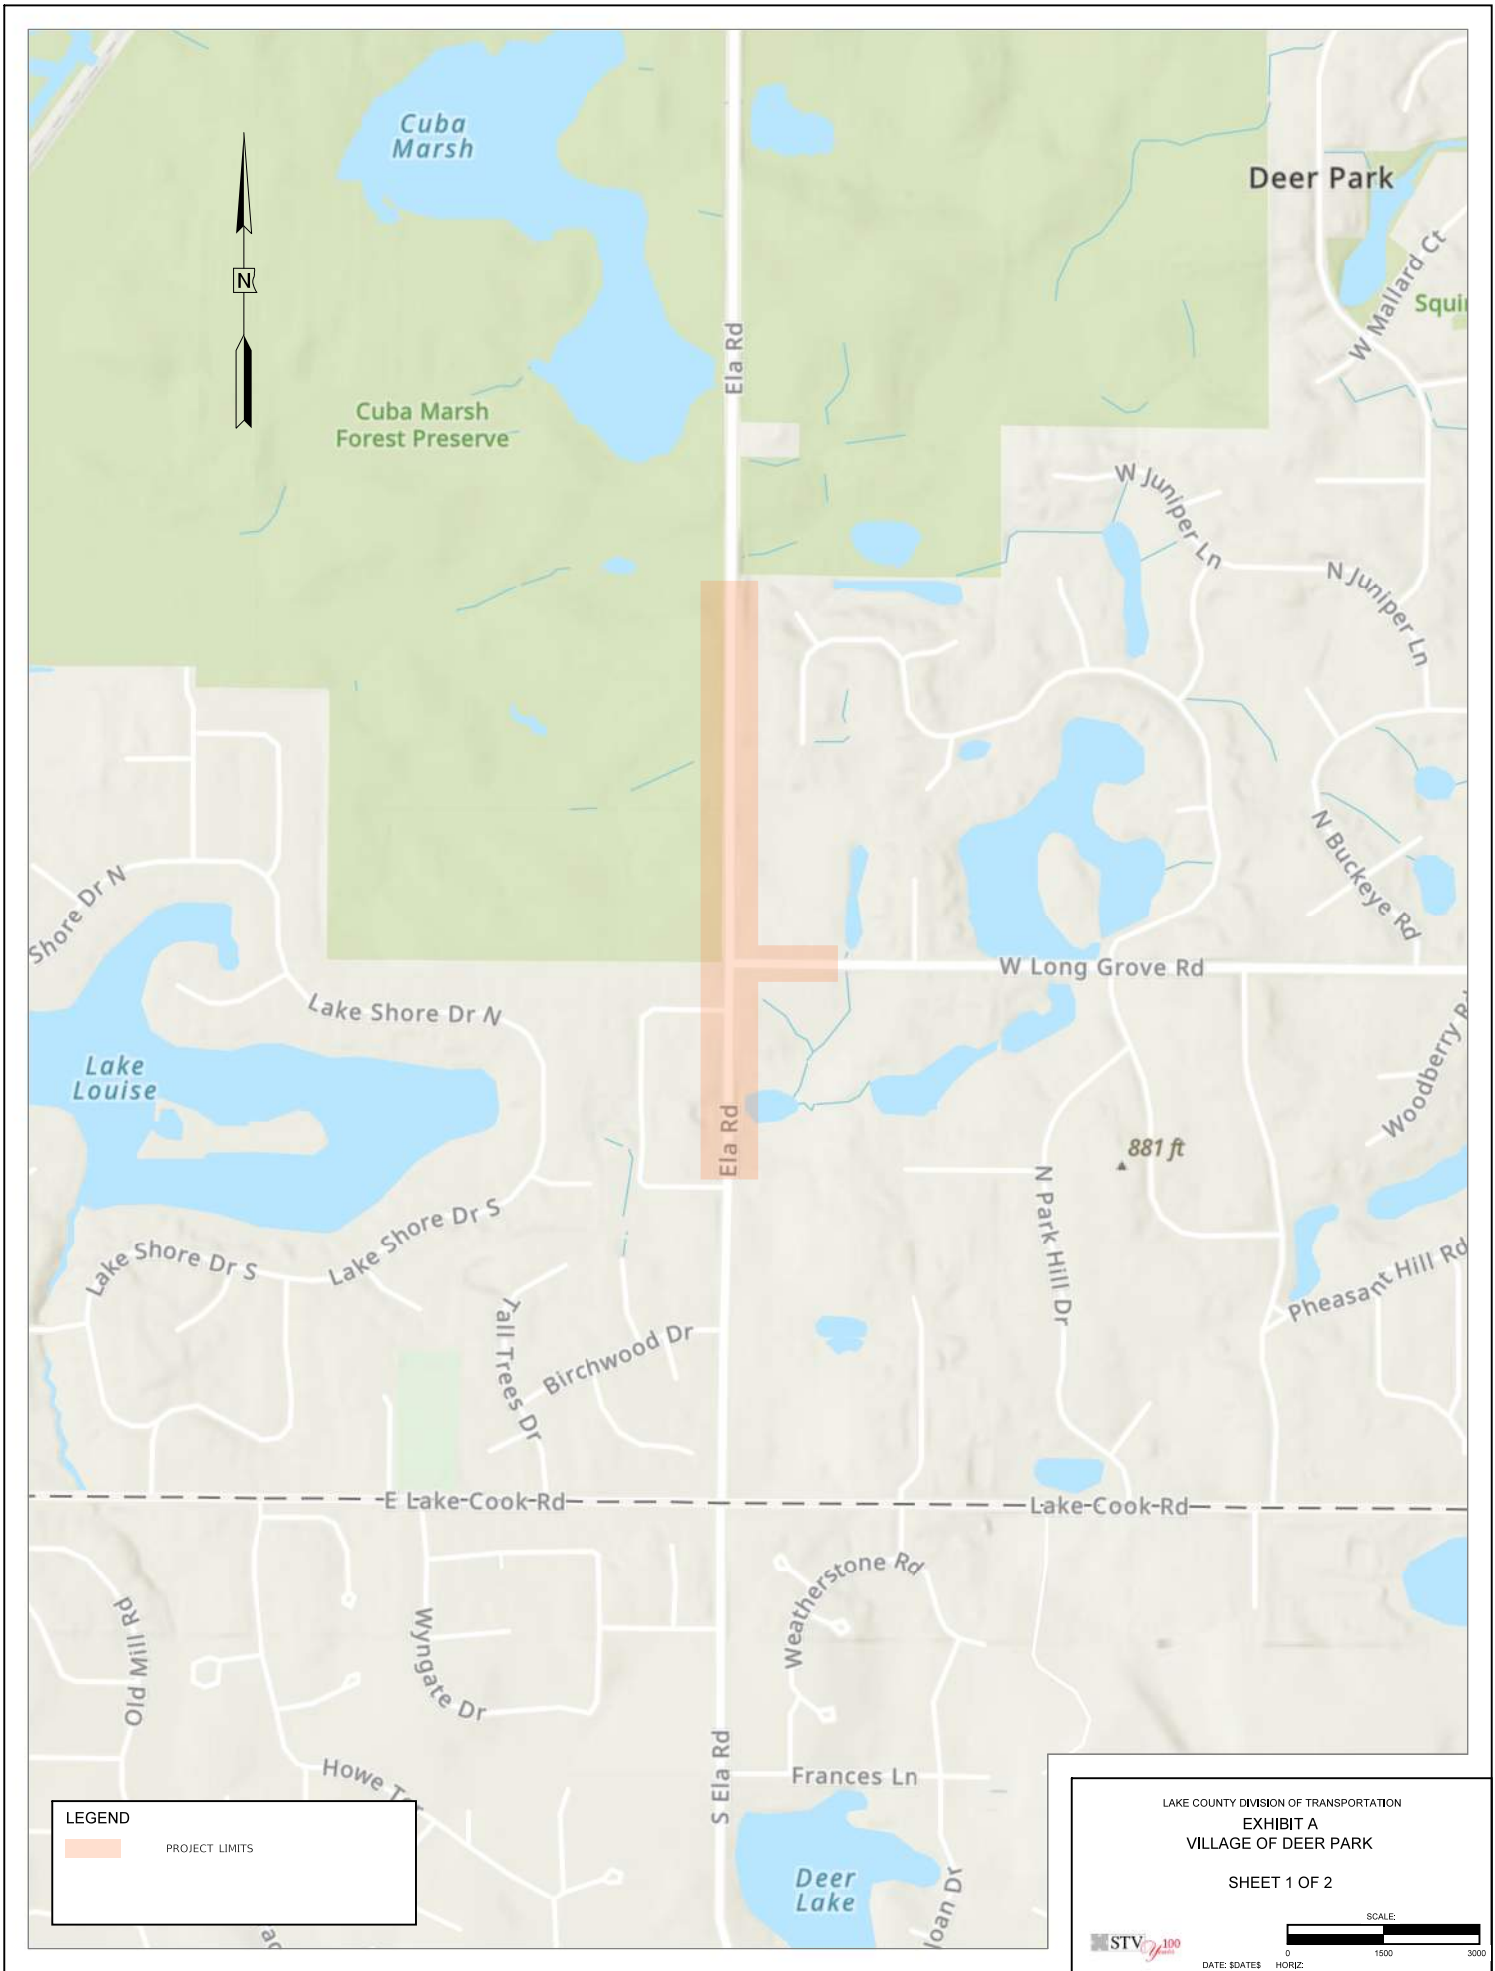 Cuba
Marsh
Deer Park
N
W Mallard Ct
Ela Rd
Cuba Marsh
Forest Preserve
W Juniper Ln
N Juniper Ln
N Buckeye Rd
Shore Dr N
W Long Grove Rd
Lake Shore Dr N
Lake
Louise
Woodberry
Ela Rd
881 ft
N Park Hill Dr
Lake Shore Dr S
Lake Shore Dr S
Pheasant Hill Rd
Tall Trees Dr
Birchwood Dr
E Lake-Cook-Rd
Lake-Cook-Rd
Weatherstone Rd
Old Mill Rd
Wyngate Dr
S Ela Rd
Howe
Frances Ln
Deer
Lake
LEGEND
PROJECT LIMITS
LAKE COUNTY DIVISION OF TRANSPORTATION
EXHIBIT A
VILLAGE OF DEER PARK
SHEET 1 OF 2
SCALE:
0 1500 3000
STV 100
Years
DATE: $DATE$ HORIZ: